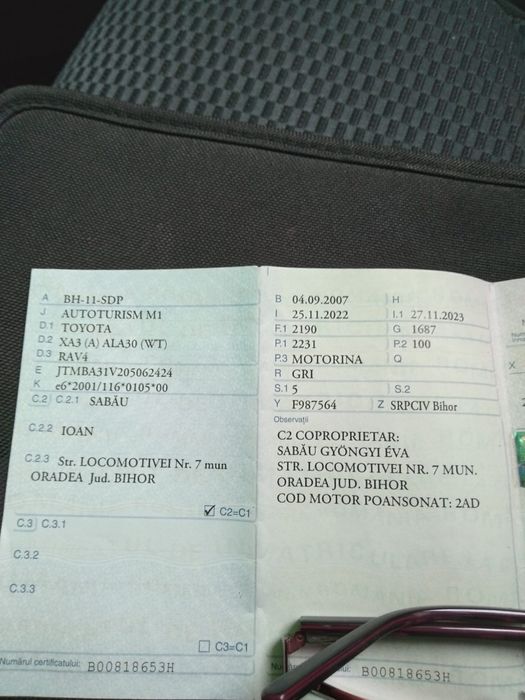 A BH-11-SDP
J AUTOTURISM M1
D.1 TOYOTA
D.2 XA3 (A) ALA30 (WT)
D.3 RAV4
E JTMBA31V205062424
K e6*2001/116*0105*00
C.2 C.2.1 SABĂU
C.2.2 IOAN
C.2.3 Str. LOCOMOTIVEI Nr. 7 mun
ORADEA Jud. BIHOR
C2=C1
C.3 C.3.1
C.3.2
C.3.3
C3=C1
Numărul certificatului: B00818653H
B 04.09.2007 H
I 25.11.2022 I.1 27.11.2023
F.1 2190 G 1687
P.1 2231 P.2 100
P.3 MOTORINA Q
R GRI
S.1 5 S.2
Y F987564 Z SRPCIV Bihor
Observații
C2 COPROPRIETAR:
SABĂU GYÖNGYI ÉVA
STR. LOCOMOTIVEI NR. 7 MUN.
ORADEA JUD. BIHOR
COD MOTOR POANSONAT: 2AD
B00818653H
X